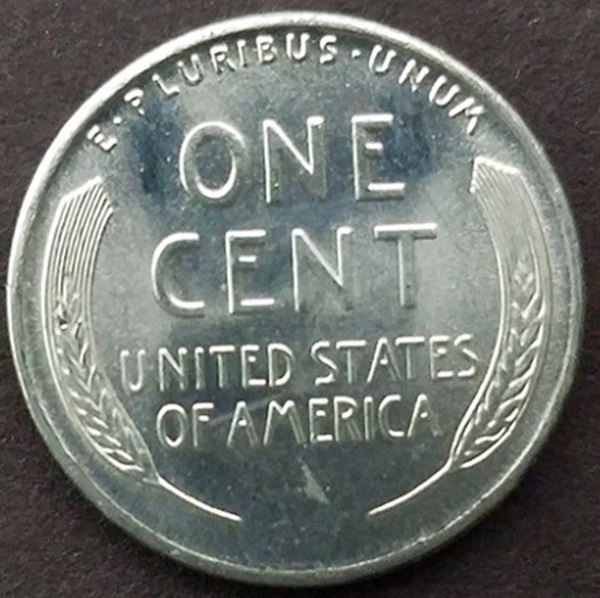 E·PLURIBUS·UNUM
ONE
CENT
UNITED STATES
OF AMERICA